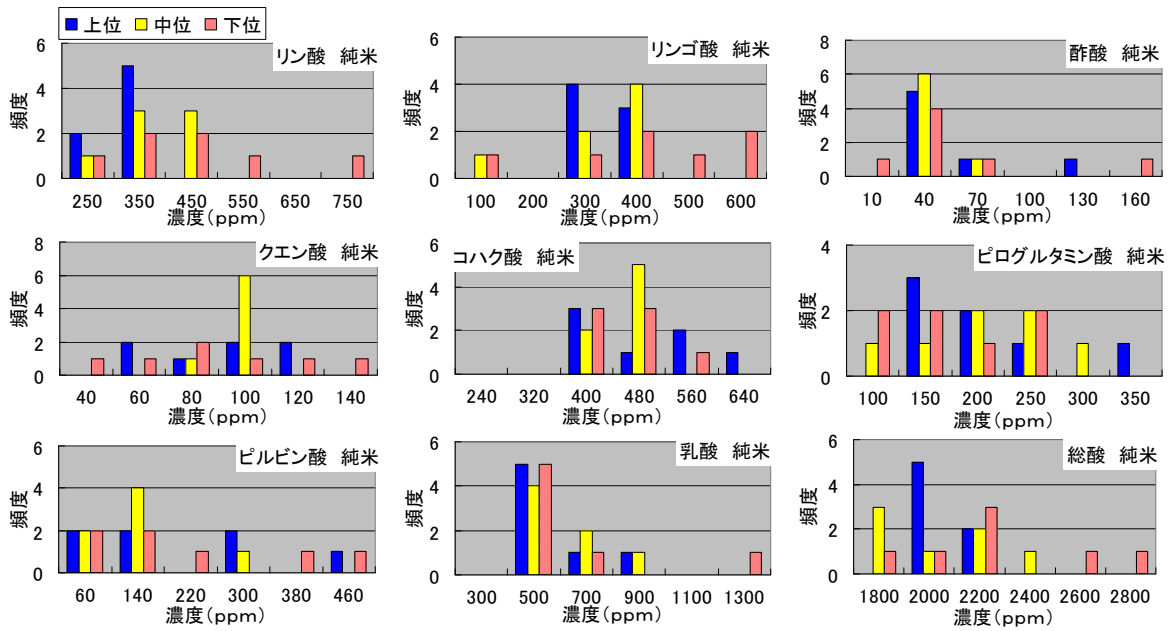 上位 中位 下位
リン酸 純米
頻度
6
4
2
0
250 350 450 550 650 750
濃度(ppm)
リンゴ酸 純米
頻度
6
4
2
0
100 200 300 400 500 600
濃度(ppm)
酢酸 純米
頻度
8
6
4
2
0
10 40 70 100 130 160
濃度(ppm)
クエン酸 純米
頻度
8
6
4
2
0
40 60 80 100 120 140
濃度(ppm)
コハク酸 純米
頻度
6
4
2
0
240 320 400 480 560 640
濃度(ppm)
ピログルタミン酸 純米
頻度
4
2
0
100 150 200 250 300 350
濃度(ppm)
ピルビン酸 純米
頻度
6
4
2
0
60 140 220 300 380 460
濃度(ppm)
乳酸 純米
頻度
6
4
2
0
300 500 700 900 1100 1300
濃度(ppm)
総酸 純米
頻度
6
4
2
0
1800 2000 2200 2400 2600 2800
濃度(ppm)